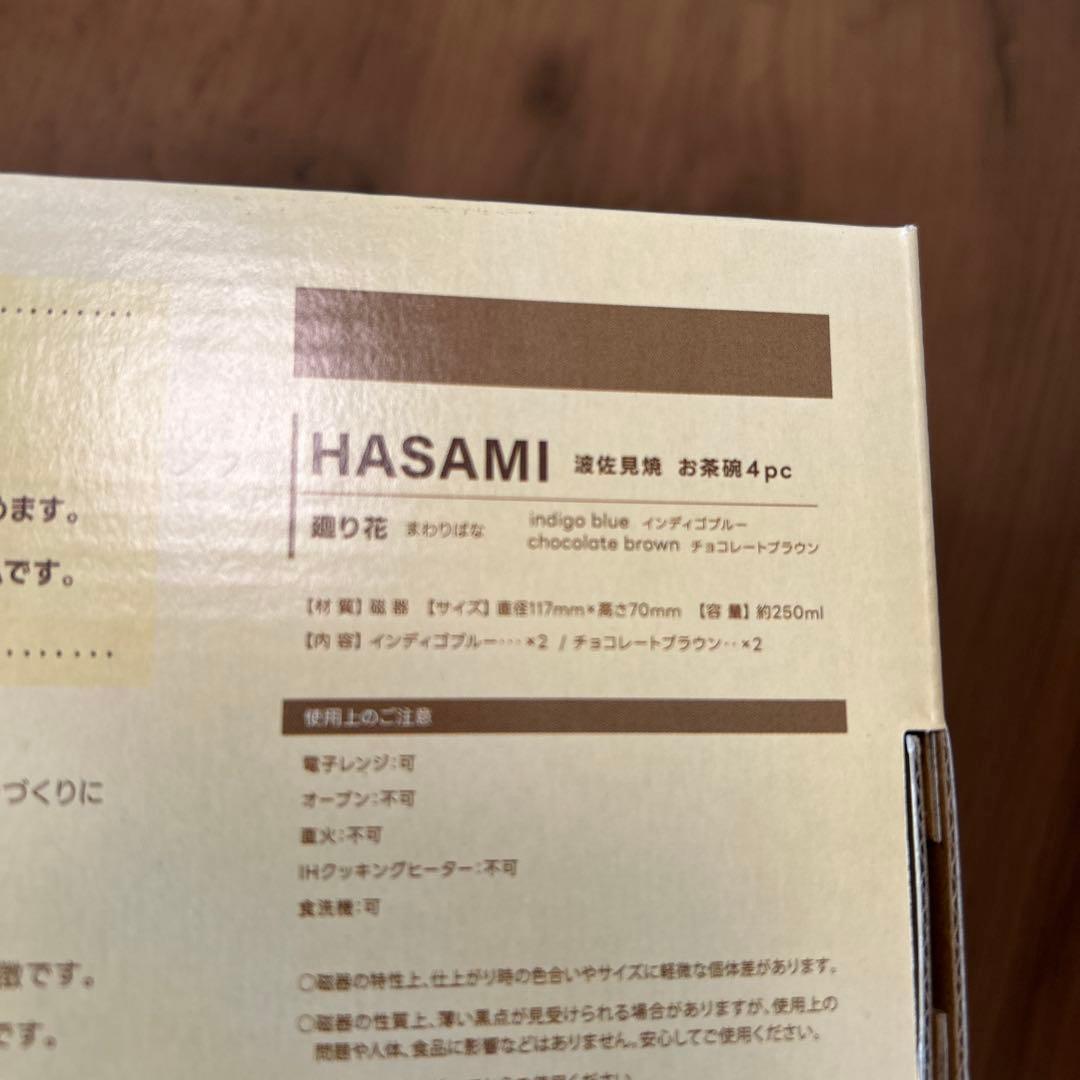 HASAMI 波佐見焼 お茶碗4pc
廻り花 まわりばな
indigo blue インディゴブルー
chocolate brown チョコレートブラウン
【材 質】磁 器 【サイズ】直径117mm×高さ70mm 【容 量】約250ml
【内 容】インディゴブルー‥‥×2 / チョコレートブラウン‥×2
使用上のご注意
電子レンジ:可
オーブン:不可
直火:不可
IHクッキングヒーター:不可
食洗機:可
○磁器の特性上、仕上がり時の色合いやサイズに軽微な個体差があります。
○磁器の性質上、薄い黒点が見受けられる場合がありますが、使用上の
問題や人体、食品に影響などはありません。安心してご使用ください。
ます。
です。
づくりに
徴です。
です。